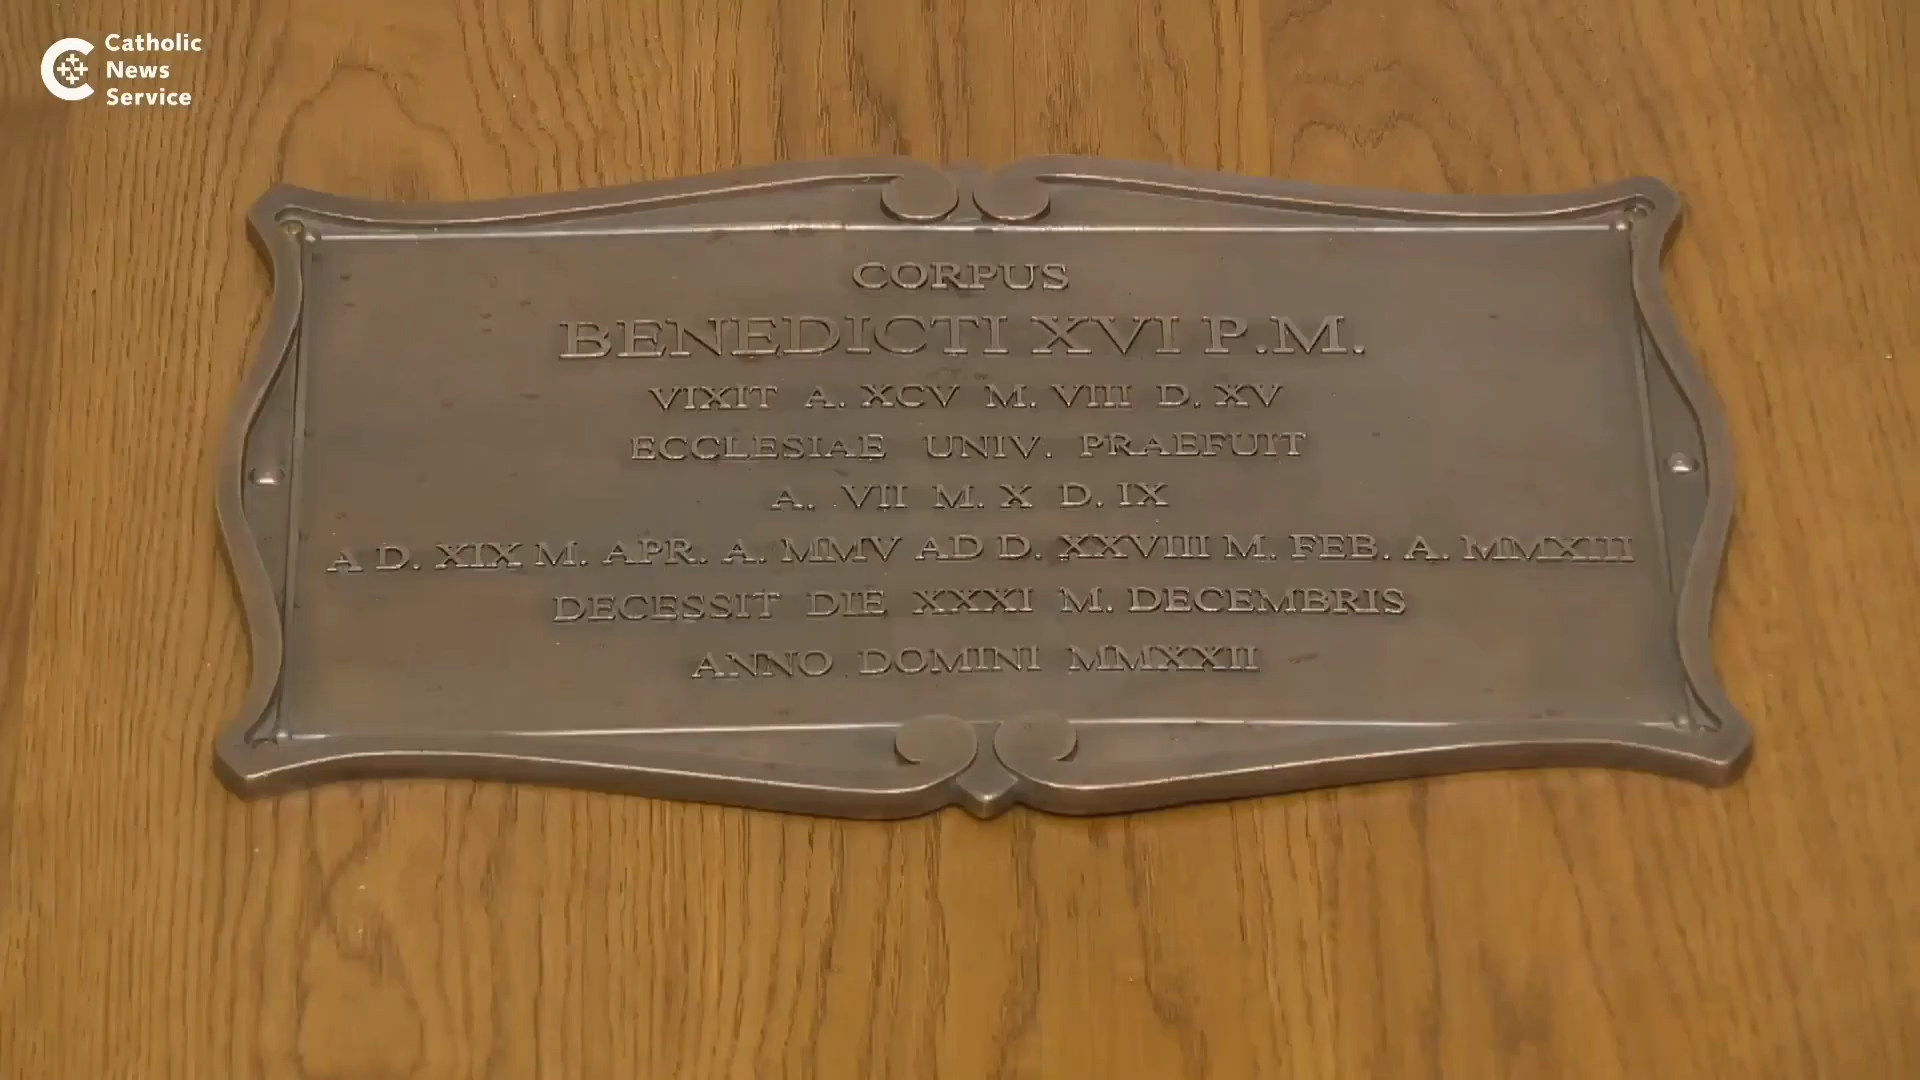 Catholic
News
Service
CORPUS
BENEDICTI XVI P.M.
VIXIT A. XCV M. VIII D. XV
ECCLESIAE UNIV. PRAEFUIT
A. VII M. X D. IX
A D. XIX M. APR. A. MMV AD D. XXVIII M. FEB. A. MMXIII
DECESSIT DIE XXXI M. DECEMBRIS
ANNO DOMINI MMXXII